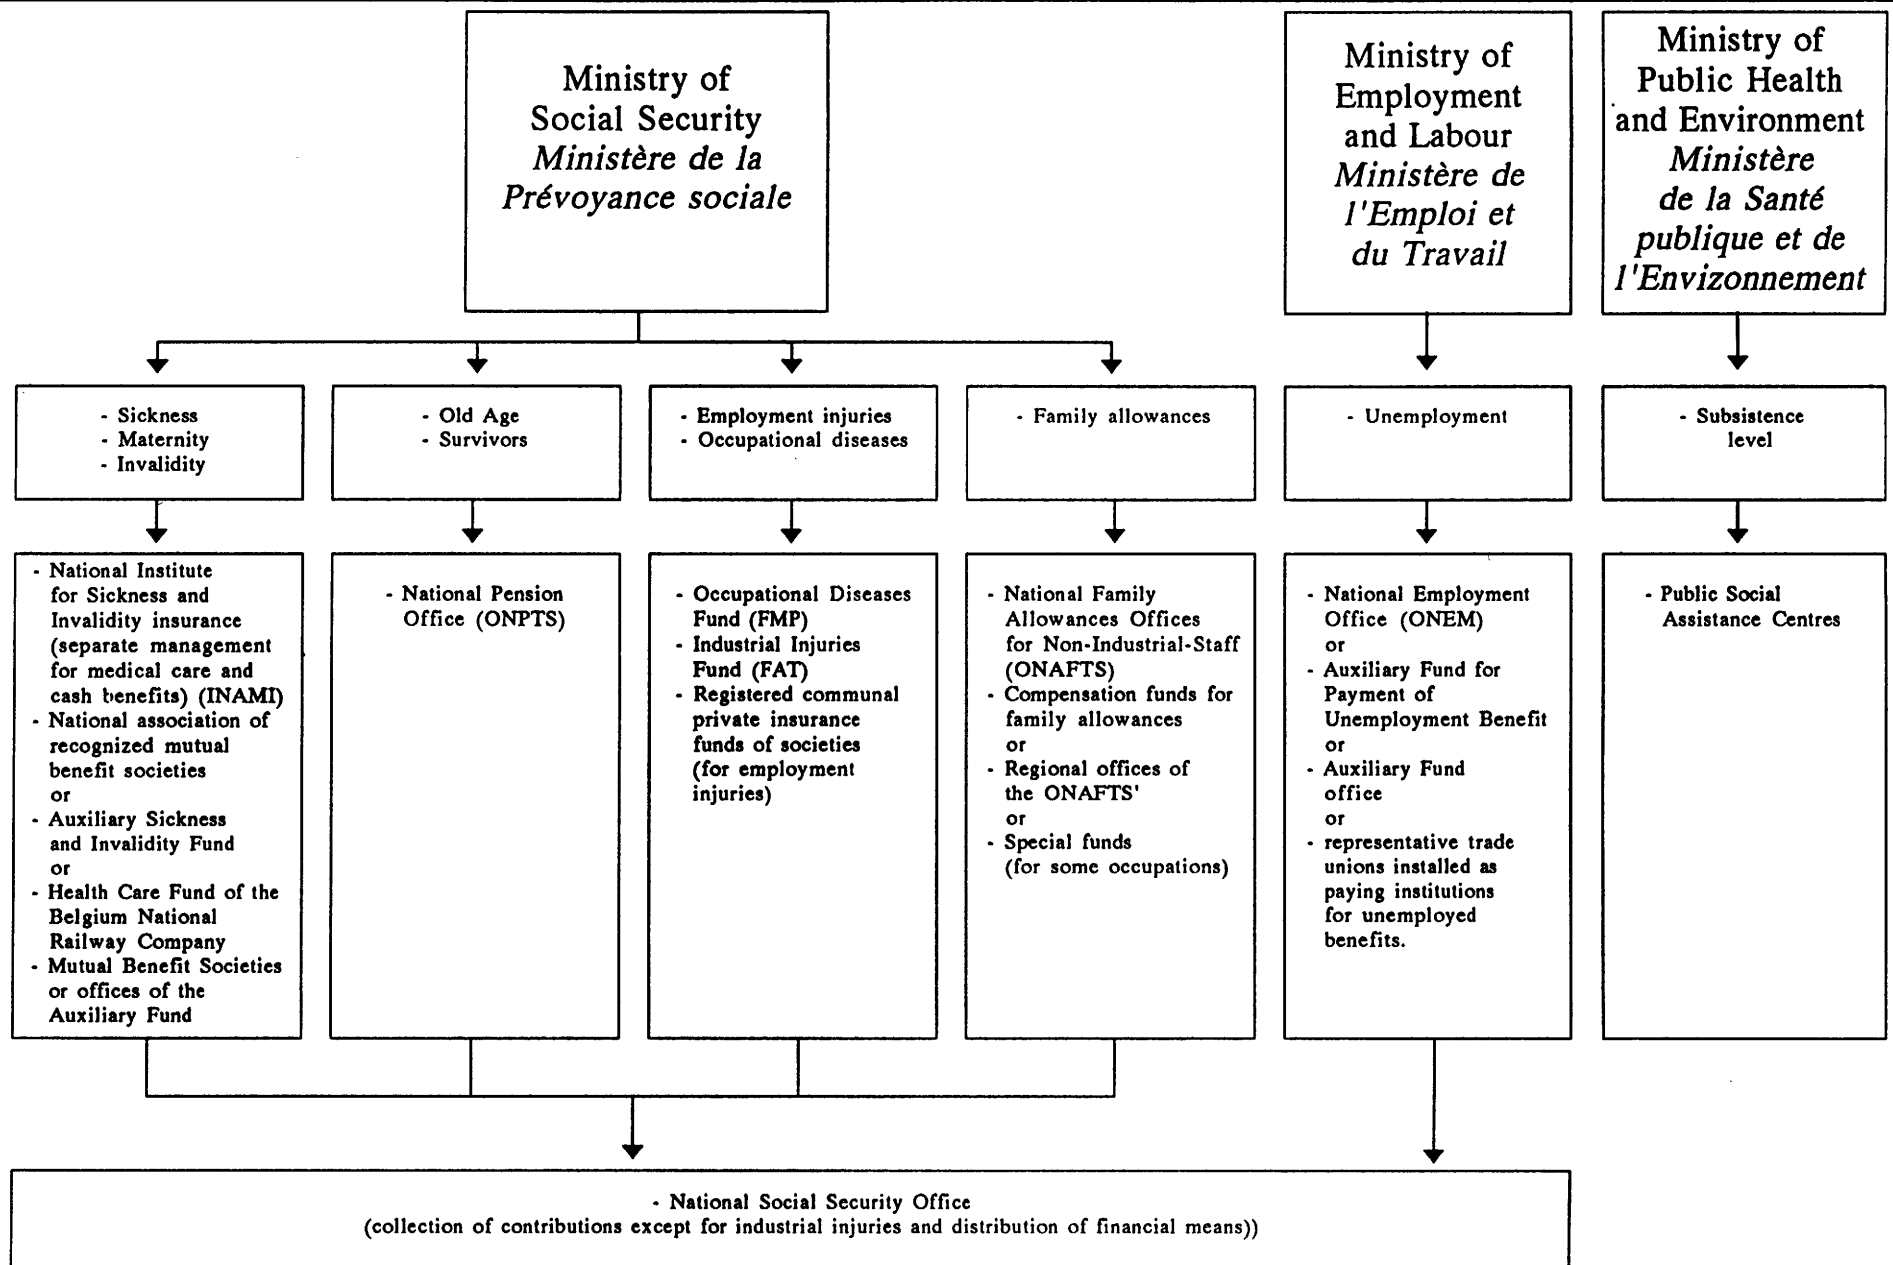 Ministry of
Social Security
Ministère de la
Prévoyance sociale
Ministry of
Employment
and Labour
Ministère de
l'Emploi et
du Travail
Ministry of
Public Health
and Environment
Ministère
de la Santé
publique et de
l'Envizonnement
- Sickness
- Maternity
- Invalidity
- Old Age
- Survivors
- Employment injuries
- Occupational diseases
- Family allowances
- Unemployment
- Subsistence
level
- National Institute
for Sickness and
Invalidity insurance
(separate management
for medical care and
cash benefits) (INAMI)
- National association of
recognized mutual
benefit societies
or
- Auxiliary Sickness
and Invalidity Fund
or
- Health Care Fund of the
Belgium National
Railway Company
- Mutual Benefit Societies
or offices of the
Auxiliary Fund
- National Pension
Office (ONPTS)
- Occupational Diseases
Fund (FMP)
- Industrial Injuries
Fund (FAT)
- Registered communal
private insurance
funds of societies
(for employment
injuries)
- National Family
Allowances Offices
for Non-Industrial-Staff
(ONAFTS)
- Compensation funds for
family allowances
or
- Regional offices of
the ONAFTS'
or
- Special funds
(for some occupations)
- National Employment
Office (ONEM)
or
- Auxiliary Fund for
Payment of
Unemployment Benefit
or
- Auxiliary Fund
office
or
- representative trade
unions installed as
paying institutions
for unemployed
benefits.
- Public Social
Assistance Centres
- National Social Security Office
(collection of contributions except for industrial injuries and distribution of financial means))